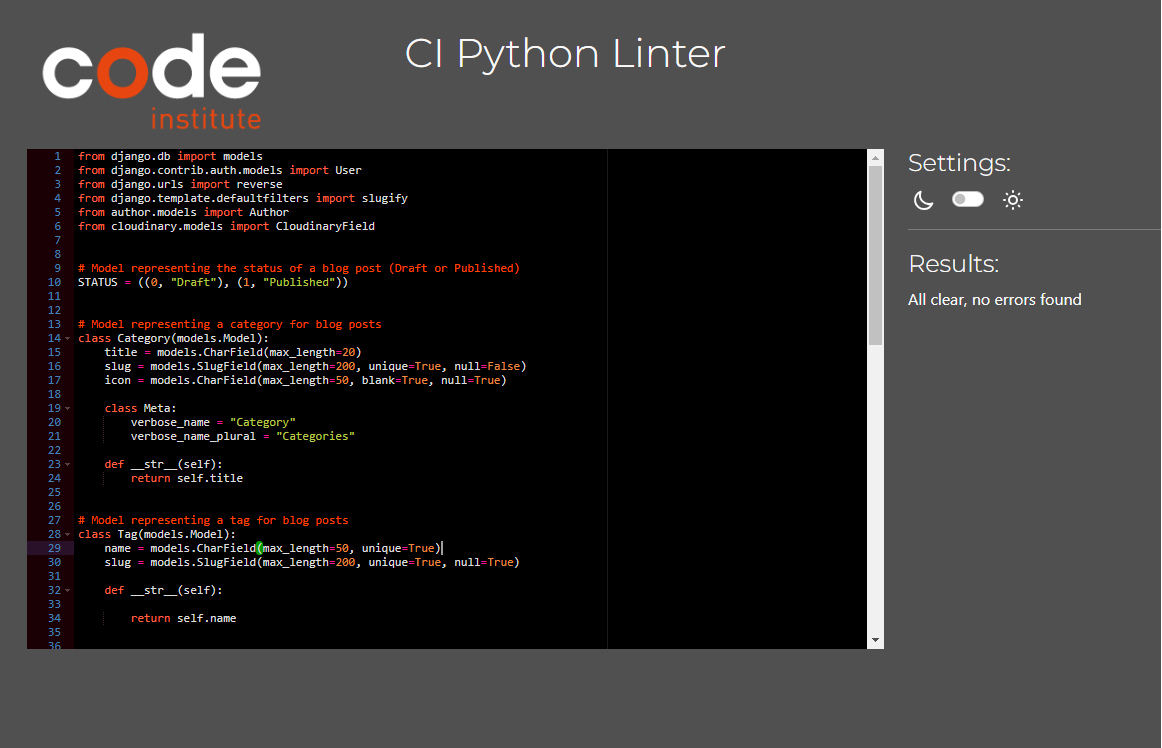 code
institute
CI Python Linter
1 from django.db import models
2 from django.contrib.auth.models import User
3 from django.urls import reverse
4 from django.template.defaultfilters import slugify
5 from author.models import Author
6 from cloudinary.models import CloudinaryField
7
8
9 # Model representing the status of a blog post (Draft or Published)
10 STATUS = ((0, "Draft"), (1, "Published"))
11
12
13 # Model representing a category for blog posts
14 class Category(models.Model):
15     title = models.CharField(max_length=20)
16     slug = models.SlugField(max_length=200, unique=True, null=False)
17     icon = models.CharField(max_length=50, blank=True, null=True)
18
19     class Meta:
20         verbose_name = "Category"
21         verbose_name_plural = "Categories"
22
23     def __str__(self):
24         return self.title
25
26
27 # Model representing a tag for blog posts
28 class Tag(models.Model):
29     name = models.CharField(max_length=50, unique=True)
30     slug = models.SlugField(max_length=200, unique=True, null=True)
31
32     def __str__(self):
33
34         return self.name
35
36
Settings:
Results:
All clear, no errors found